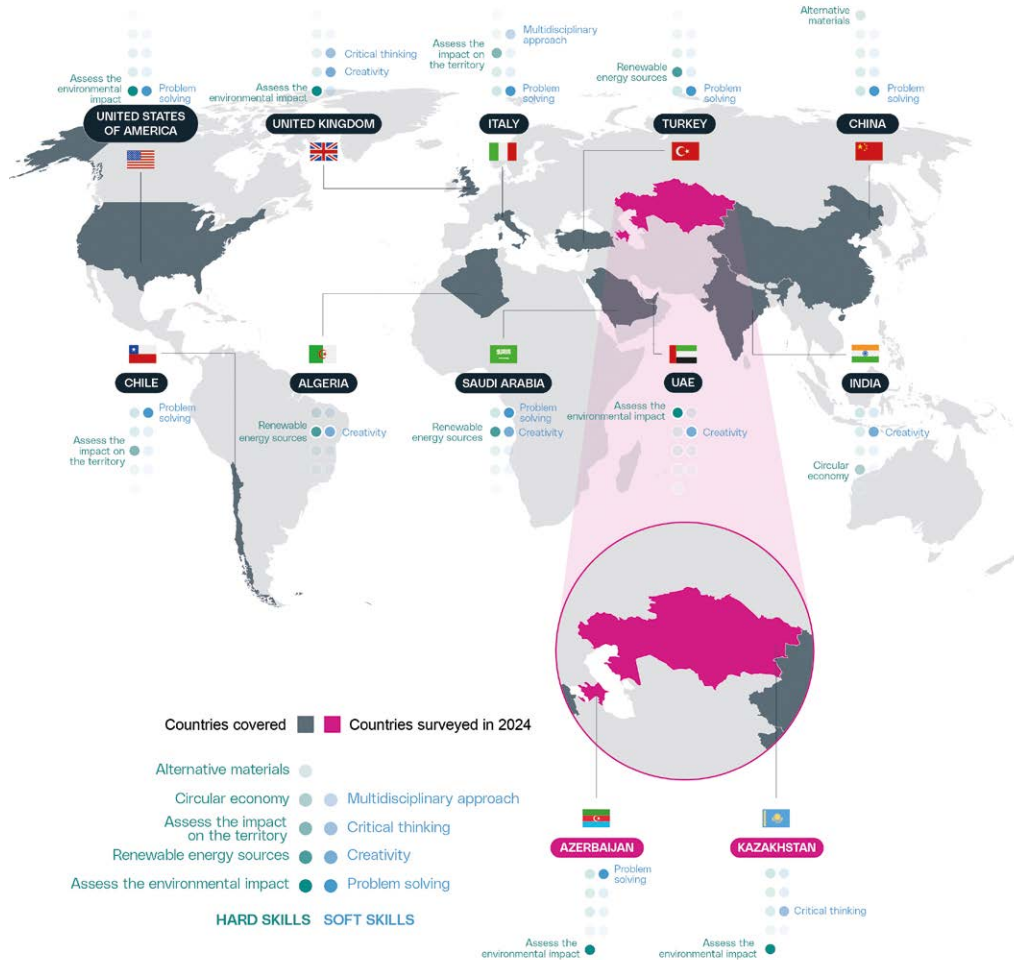 Assess the
environmental
impact
Problem
solving
UNITED STATES
OF AMERICA
Critical thinking
Creativity
Assess the
environmental impact
UNITED KINGDOM
Multidisciplinary
approach
Assess the
impact on
the territory
Problem
solving
ITALY
Renewable
energy sources
Problem
solving
TURKEY
Alternative
materials
Problem
solving
CHINA
CHILE
Problem
solving
Assess the
impact on
the territory
ALGERIA
Renewable
energy sources
Creativity
SAUDI ARABIA
Problem
solving
Renewable
energy sources
Creativity
UAE
Assess the
environmental impact
Creativity
INDIA
Creativity
Circular
economy
Countries covered
Countries surveyed in 2024
Alternative materials
Circular economy
Multidisciplinary approach
Assess the impact
on the territory
Critical thinking
Renewable energy sources
Creativity
Assess the environmental impact
Problem solving
HARD SKILLS
SOFT SKILLS
AZERBAIJAN
Problem
solving
Assess the
environmental impact
KAZAKHSTAN
Critical thinking
Assess the
environmental impact